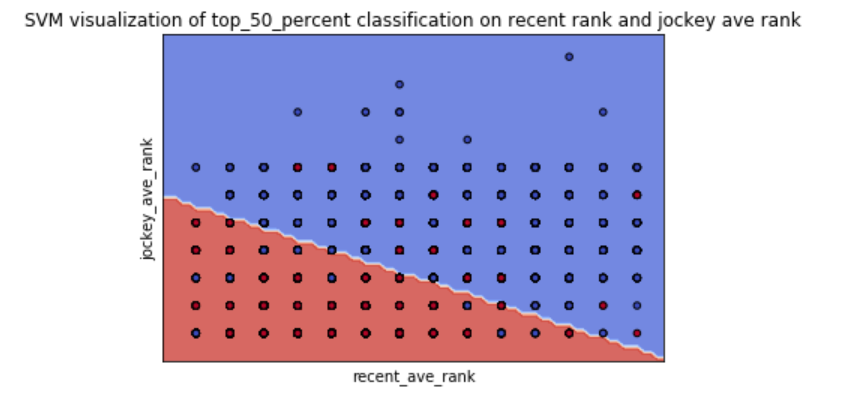 SVM visualization of top_50_percent classification on recent rank and jockey ave rank
jockey_ave_rank
recent_ave_rank